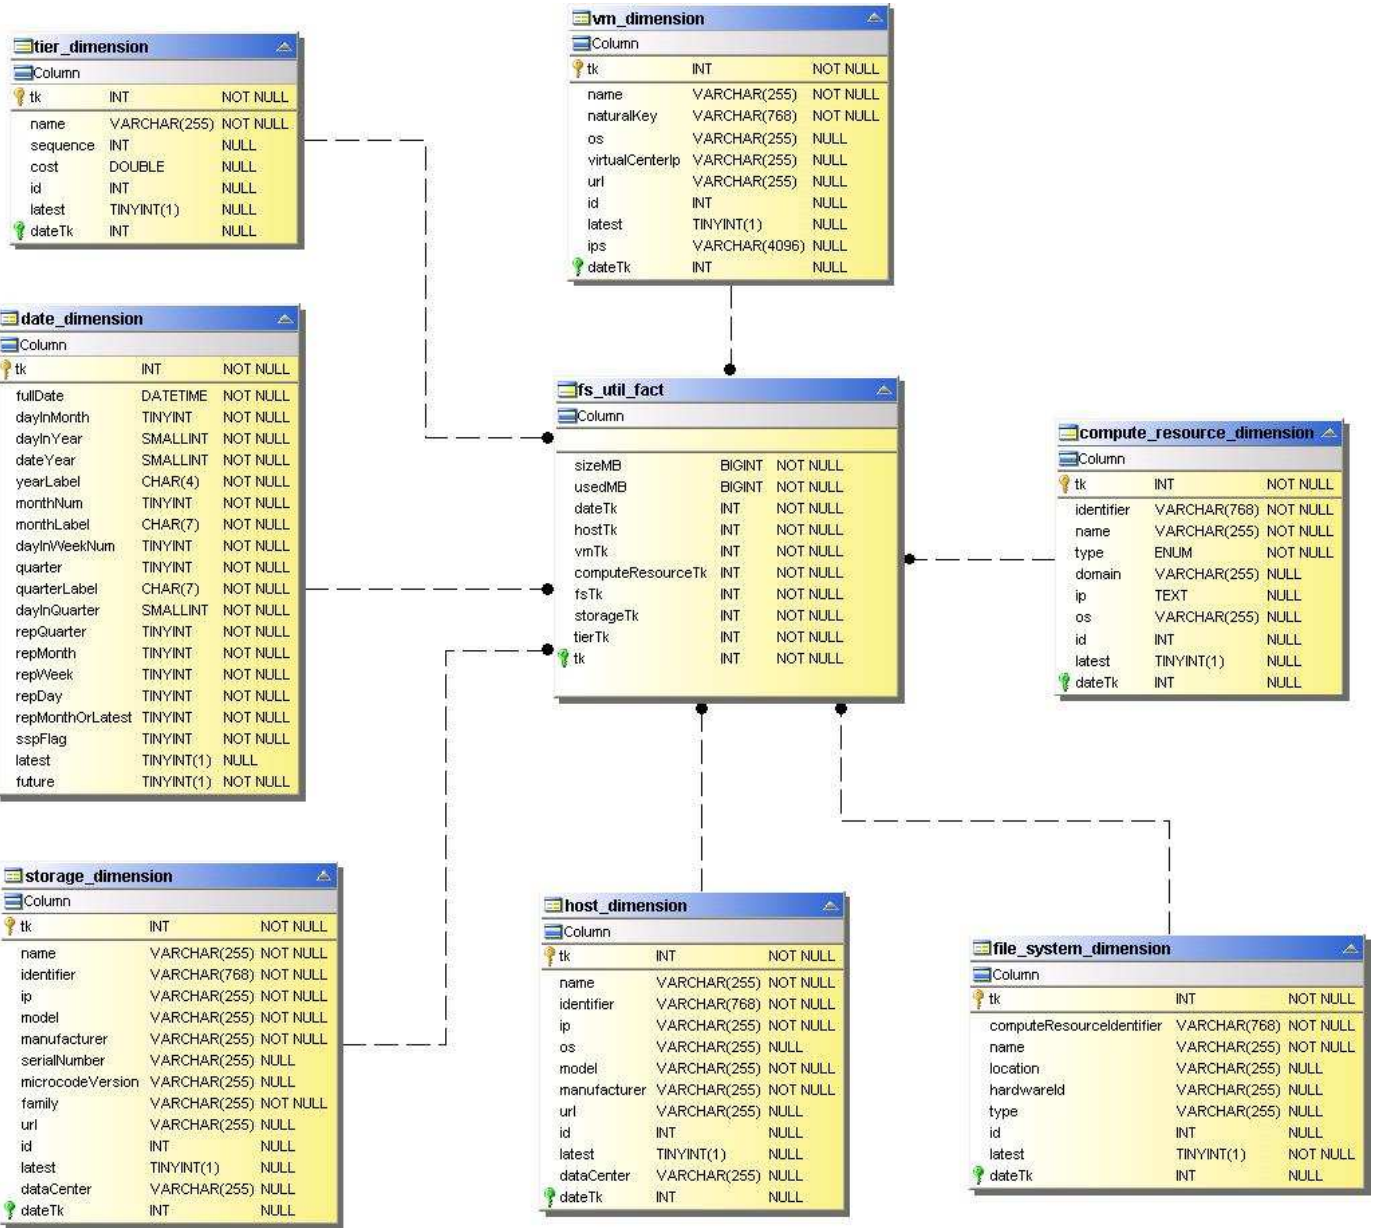 tier_dimension
Column
tk INT NOT NULL
name VARCHAR(255) NOT NULL
sequence INT NULL
cost DOUBLE NULL
id INT NULL
latest TINYINT(1) NULL
dateTk INT NULL
vm_dimension
Column
tk INT NOT NULL
name VARCHAR(255) NOT NULL
naturalKey VARCHAR(768) NOT NULL
os VARCHAR(255) NULL
virtualCenterIp VARCHAR(255) NULL
url VARCHAR(255) NULL
id INT NULL
latest TINYINT(1) NULL
ips VARCHAR(4096) NULL
dateTk INT NULL
date_dimension
Column
tk INT NOT NULL
fullDate DATETIME NOT NULL
dayInMonth TINYINT NOT NULL
dayInYear SMALLINT NOT NULL
dateYear SMALLINT NOT NULL
yearLabel CHAR(4) NOT NULL
monthNum TINYINT NOT NULL
monthLabel CHAR(7) NOT NULL
dayInWeekNum TINYINT NOT NULL
quarter TINYINT NOT NULL
quarterLabel CHAR(7) NOT NULL
dayInQuarter SMALLINT NOT NULL
repQuarter TINYINT NOT NULL
repMonth TINYINT NOT NULL
repWeek TINYINT NOT NULL
repDay TINYINT NOT NULL
repMonthOrLatest TINYINT NOT NULL
sspFlag TINYINT NOT NULL
latest TINYINT(1) NULL
future TINYINT(1) NOT NULL
fs_util_fact
Column
sizeMB BIGINT NOT NULL
usedMB BIGINT NOT NULL
dateTk INT NOT NULL
hostTk INT NOT NULL
vmTk INT NOT NULL
computeResourceTk INT NOT NULL
fsTk INT NOT NULL
storageTk INT NOT NULL
tierTk INT NOT NULL
tk INT NOT NULL
compute_resource_dimension
Column
tk INT NOT NULL
identifier VARCHAR(768) NOT NULL
name VARCHAR(255) NOT NULL
type ENUM NOT NULL
domain VARCHAR(255) NULL
ip TEXT NULL
os VARCHAR(255) NULL
id INT NULL
latest TINYINT(1) NULL
dateTk INT NULL
storage_dimension
Column
tk INT NOT NULL
name VARCHAR(255) NOT NULL
identifier VARCHAR(768) NOT NULL
ip VARCHAR(255) NOT NULL
model VARCHAR(255) NOT NULL
manufacturer VARCHAR(255) NOT NULL
serialNumber VARCHAR(255) NULL
microcodeVersion VARCHAR(255) NULL
family VARCHAR(255) NOT NULL
url VARCHAR(255) NULL
id INT NULL
latest TINYINT(1) NULL
dataCenter VARCHAR(255) NULL
dateTk INT NULL
host_dimension
Column
tk INT NOT NULL
name VARCHAR(255) NOT NULL
identifier VARCHAR(768) NOT NULL
ip VARCHAR(255) NOT NULL
os VARCHAR(255) NULL
model VARCHAR(255) NOT NULL
manufacturer VARCHAR(255) NOT NULL
url VARCHAR(255) NULL
id INT NULL
latest TINYINT(1) NULL
dataCenter VARCHAR(255) NULL
dateTk INT NULL
file_system_dimension
Column
tk INT NOT NULL
computeResourceIdentifier VARCHAR(768) NOT NULL
name VARCHAR(255) NOT NULL
location VARCHAR(255) NULL
hardwareId VARCHAR(255) NULL
type VARCHAR(255) NULL
id INT NULL
latest TINYINT(1) NOT NULL
dateTk INT NULL